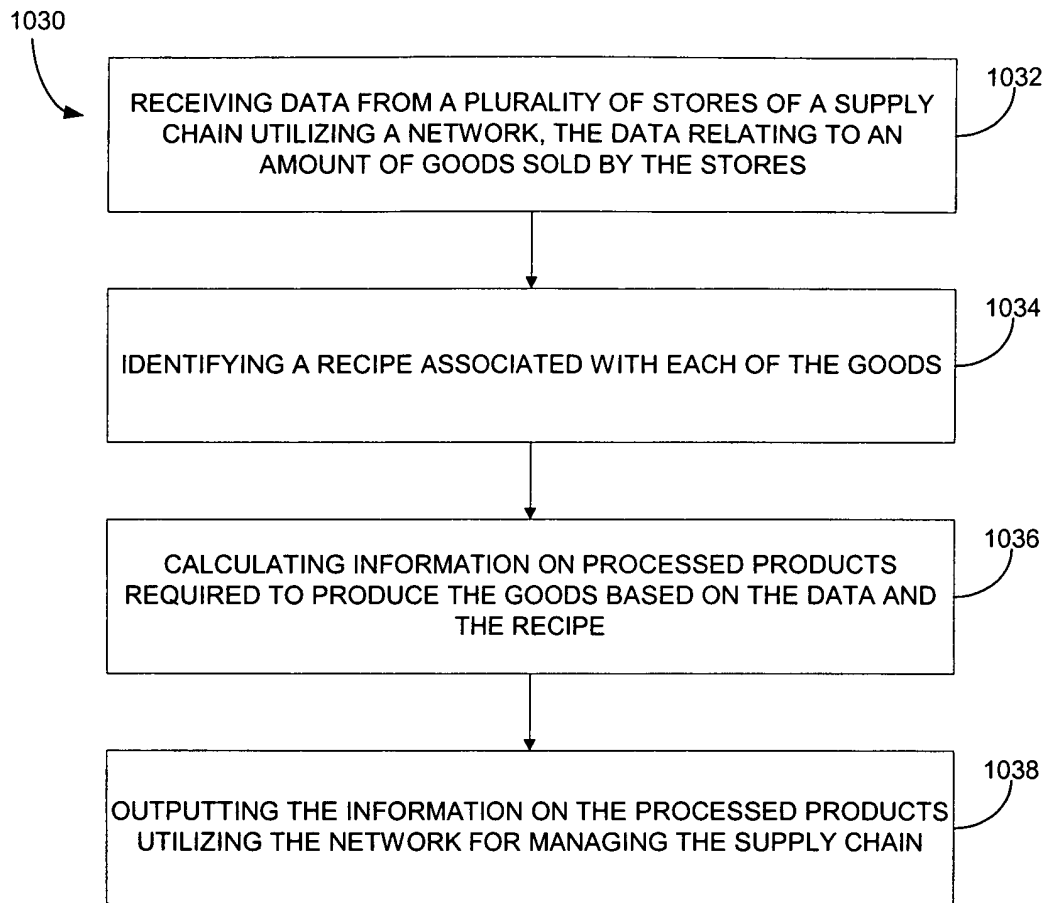 1030
1032
RECEIVING DATA FROM A PLURALITY OF STORES OF A SUPPLY
CHAIN UTILIZING A NETWORK, THE DATA RELATING TO AN
AMOUNT OF GOODS SOLD BY THE STORES
1034
IDENTIFYING A RECIPE ASSOCIATED WITH EACH OF THE GOODS
1036
CALCULATING INFORMATION ON PROCESSED PRODUCTS
REQUIRED TO PRODUCE THE GOODS BASED ON THE DATA AND
THE RECIPE
1038
OUTPUTTING THE INFORMATION ON THE PROCESSED PRODUCTS
UTILIZING THE NETWORK FOR MANAGING THE SUPPLY CHAIN